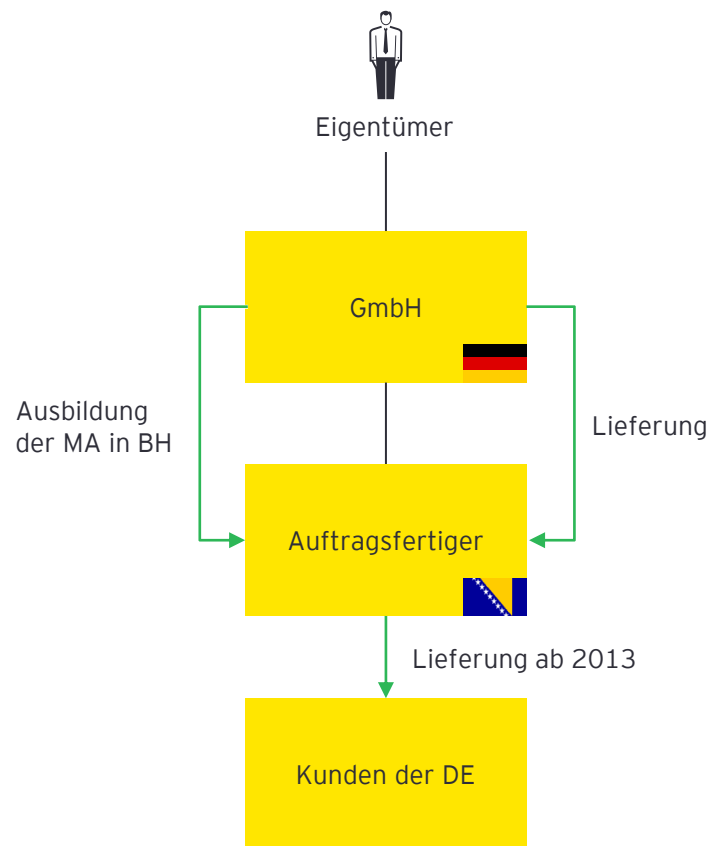 Eigentümer
GmbH
Ausbildung
der MA in BH
Lieferung
Auftragsfertiger
Lieferung ab 2013
Kunden der DE